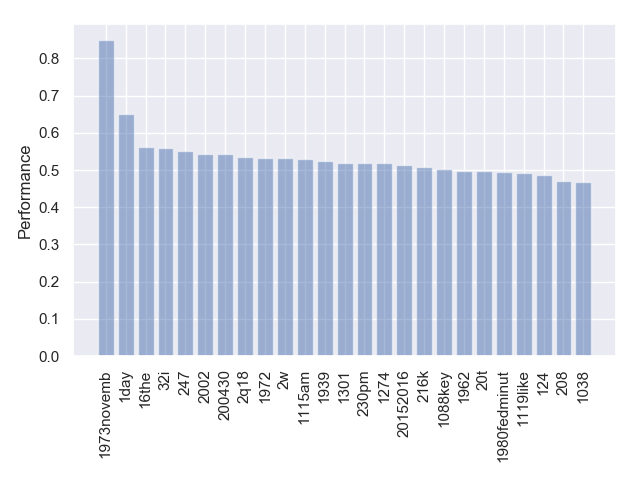 0.8
0.7
0.6
0.5
0.4
0.3
0.2
0.1
0.0
Performance
1973novemb
1day
16the
32i
247
2002
200430
2q18
1972
2w
1115am
1939
1301
230pm
1274
20152016
216k
1088key
1962
20t
1980fedminut
1119like
124
208
1038